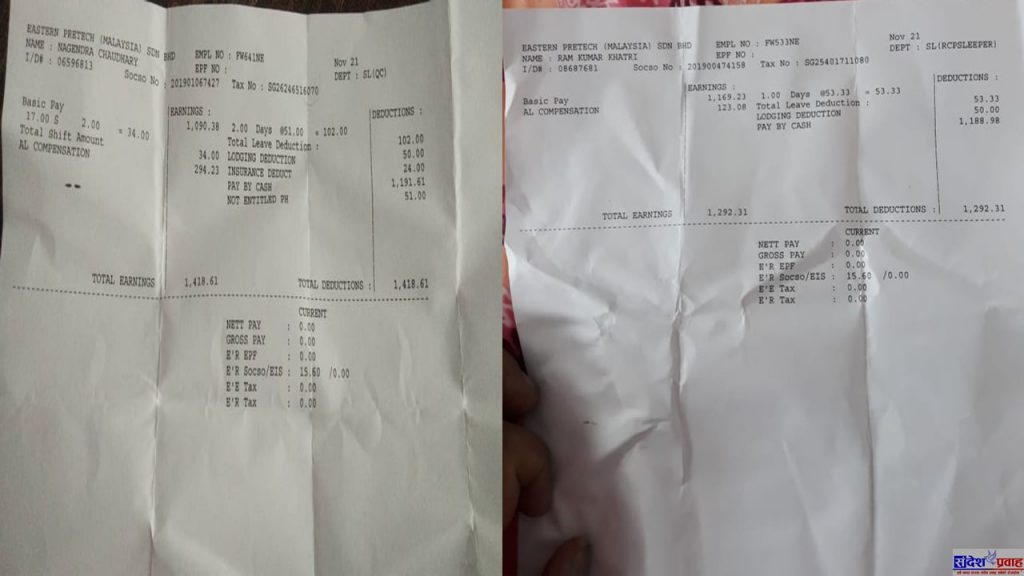 EASTERN PRETECH (MALAYSIA) SDN BHD EMPL NO : FW641NE Nov 21
NAME : NAGENDRA CHAUDHARY EPF NO : DEPT : SL(QC)
I/D# : 06596813 Socso No : 201901067427 Tax No : SG26246516070
EARNINGS : DEDUCTIONS :
Basic Pay 1,090.38 2.00 Days @51.00 = 102.00
17.00 S 2.00 = 34.00 Total Leave Deduction : 102.00
Total Shift Amount 34.00 LODGING DEDUCTION 50.00
AL COMPENSATION 294.23 INSURANCE DEDUCT 24.00
PAY BY CASH 1,191.61
NOT ENTITLED PH 51.00
TOTAL EARNINGS 1,418.61 TOTAL DEDUCTIONS : 1,418.61
CURRENT
NETT PAY : 0.00
GROSS PAY : 0.00
E'R EPF : 0.00
E'R Socso/EIS : 15.60 /0.00
E'E Tax : 0.00
E'R Tax : 0.00
EASTERN PRETECH (MALAYSIA) SDN BHD EMPL NO : FW533NE Nov 21
NAME : RAM KUMAR KHATRI EPF NO : DEPT : SL(RCPSLEEPER)
I/D# : 08687681 Socso No : 201900474158 Tax No : SG25401711080
EARNINGS : DEDUCTIONS :
Basic Pay 1,169.23 1.00 Days @53.33 = 53.33
AL COMPENSATION 123.08 Total Leave Deduction : 53.33
LODGING DEDUCTION 50.00
PAY BY CASH 1,188.98
TOTAL EARNINGS 1,292.31 TOTAL DEDUCTIONS : 1,292.31
CURRENT
NETT PAY : 0.00
GROSS PAY : 0.00
E'R EPF : 0.00
E'R Socso/EIS : 15.60 /0.00
E'E Tax : 0.00
E'R Tax : 0.00
संदेश प्रवाह